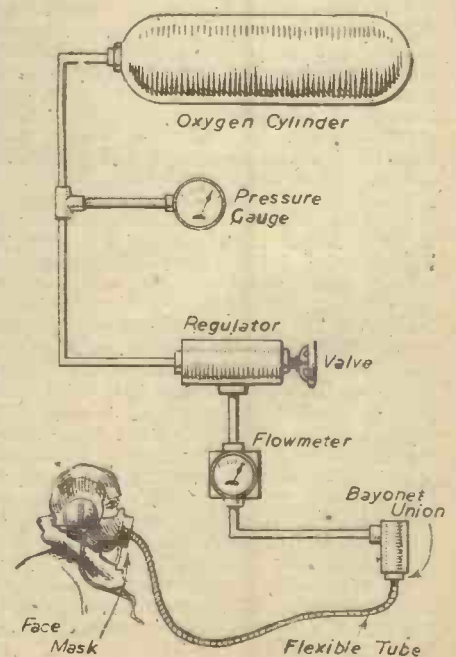 Oxygen Cylinder
Pressure
Gauge
Regulator
Valve
Flowmeter
Bayonet
Union
Face
Mask
Flexible Tube